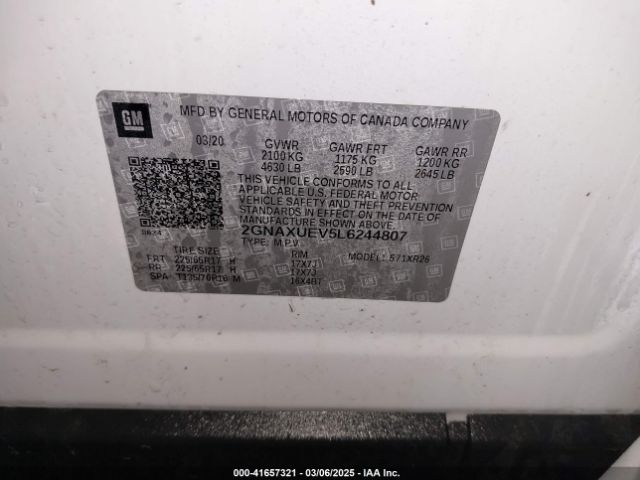 GM
MFD BY GENERAL MOTORS OF CANADA COMPANY
03/20 GVWR GAWR FRT GAWR RR
2100 KG 1175 KG 1200 KG
4630 LB 2590 LB 2645 LB
THIS VEHICLE CONFORMS TO ALL
APPLICABLE U.S. FEDERAL MOTOR
VEHICLE SAFETY AND THEFT PREVENTION
STANDARDS IN EFFECT ON THE DATE OF
MANUFACTURE SHOWN ABOVE.
2GNAXUEV5L6244807
TYPE: M.P.V. MODEL: 571XR26
TIRE SIZE RIM
FRT 225/65R17 H 17X7J
RR 225/65R17 H 17X7J
SPA T135/70R16 M 16X4BT
000-41657321 - 03/06/2025 - IAA Inc.